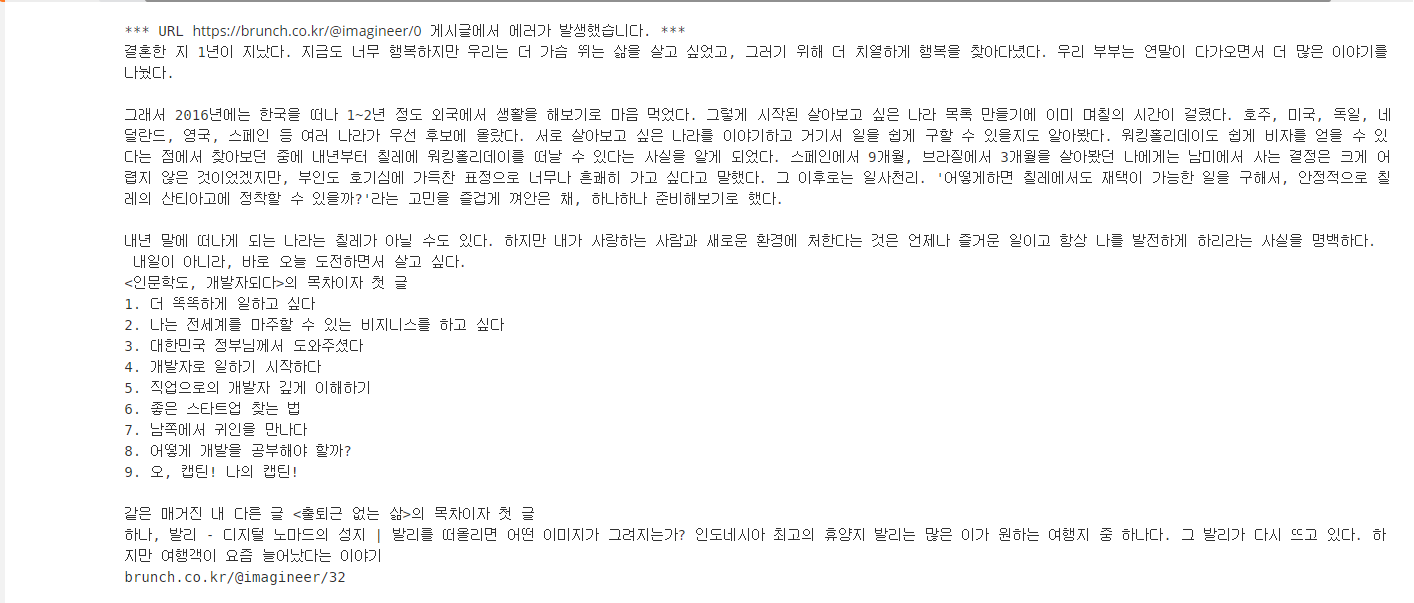 *** URL https://brunch.co.kr/@imagineer/0 게시글에서 에러가 발생했습니다. ***
결혼한 지 1년이 지났다. 지금도 너무 행복하지만 우리는 더 가슴 뛰는 삶을 살고 싶었고, 그러기 위해 더 치열하게 행복을 찾아다녔다. 우리 부부는 연말이 다가오면서 더 많은 이야기를
나눴다.
그래서 2016년에는 한국을 떠나 1~2년 정도 외국에서 생활을 해보기로 마음 먹었다. 그렇게 시작된 살아보고 싶은 나라 목록 만들기에 이미 며칠의 시간이 걸렸다. 호주, 미국, 독일, 네
덜란드, 영국, 스페인 등 여러 나라가 우선 후보에 올랐다. 서로 살아보고 싶은 나라를 이야기하고 거기서 일을 쉽게 구할 수 있을지도 알아봤다. 워킹홀리데이도 쉽게 비자를 얻을 수 있
다는 점에서 찾아보던 중에 내년부터 칠레에 워킹홀리데이를 떠날 수 있다는 사실을 알게 되었다. 스페인에서 9개월, 브라질에서 3개월을 살아봤던 나에게는 남미에서 사는 결정은 크게 어
렵지 않은 것이었겠지만, 부인도 호기심에 가득찬 표정으로 너무나 흔쾌히 가고 싶다고 말했다. 그 이후로는 일사천리. '어떻게하면 칠레에서도 재택이 가능한 일을 구해서, 안정적으로 칠
레의 산티아고에 정착할 수 있을까?'라는 고민을 즐겁게 껴안은 채, 하나하나 준비해보기로 했다.
내년 말에 떠나게 되는 나라는 칠레가 아닐 수도 있다. 하지만 내가 사랑하는 사람과 새로운 환경에 처한다는 것은 언제나 즐거운 일이고 항상 나를 발전하게 하리라는 사실을 명백하다.
내일이 아니라, 바로 오늘 도전하면서 살고 싶다.
<인문학도, 개발자되다>의 목차이자 첫 글
1. 더 똑똑하게 일하고 싶다
2. 나는 전세계를 마주할 수 있는 비지니스를 하고 싶다
3. 대한민국 정부님께서 도와주셨다
4. 개발자로 일하기 시작하다
5. 직업으로의 개발자 깊게 이해하기
6. 좋은 스타트업 찾는 법
7. 남쪽에서 귀인을 만나다
8. 어떻게 개발을 공부해야 할까?
9. 오, 캡틴! 나의 캡틴!
같은 매거진 내 다른 글 <출퇴근 없는 삶>의 목차이자 첫 글
하나, 발리 - 디지털 노마드의 성지 | 발리를 떠올리면 어떤 이미지가 그려지는가? 인도네시아 최고의 휴양지 발리는 많은 이가 원하는 여행지 중 하나다. 그 발리가 다시 뜨고 있다. 하
지만 여행객이 요즘 늘어났다는 이야기
brunch.co.kr/@imagineer/32